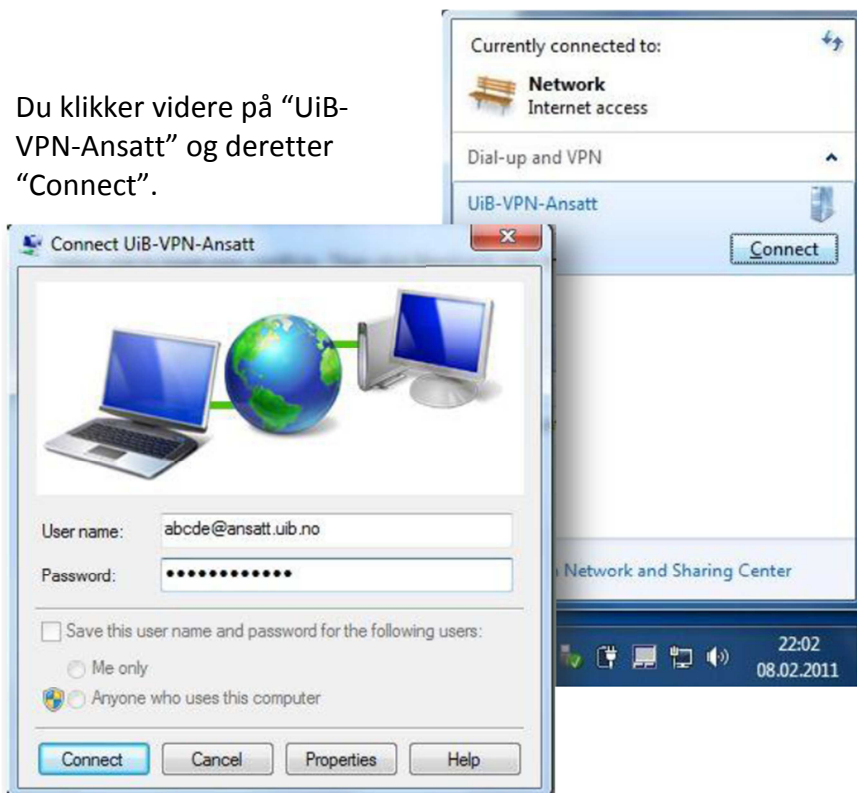 Du klikker videre på “UiB-
VPN-Ansatt” og deretter
“Connect”.
Currently connected to:
Network
Internet access
Dial-up and VPN
UiB-VPN-Ansatt
Connect
Network and Sharing Center
22:02
08.02.2011
Connect UiB-VPN-Ansatt
User name: abcde@ansatt.uib.no
Password: ••••••••••••
Save this user name and password for the following users:
Me only
Anyone who uses this computer
Connect Cancel Properties Help